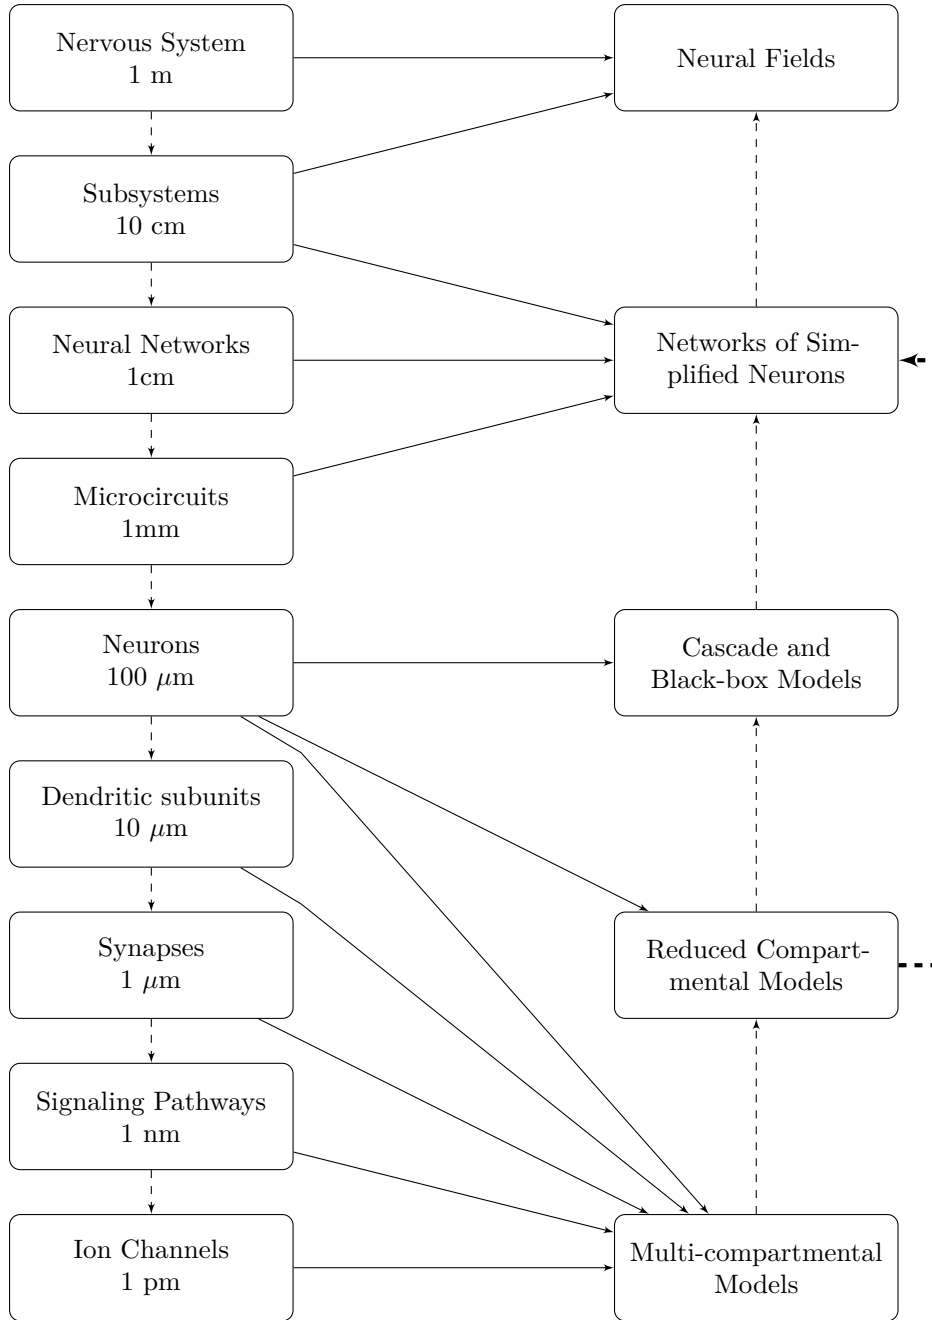 Nervous System
1 m
Neural Fields
Subsystems
10 cm
Neural Networks
1cm
Networks of Sim-
plified Neurons
Microcircuits
1mm
Neurons
100 μm
Cascade and
Black-box Models
Dendritic subunits
10 μm
Synapses
1 μm
Reduced Compart-
mental Models
Signaling Pathways
1 nm
Ion Channels
1 pm
Multi-compartmental
Models